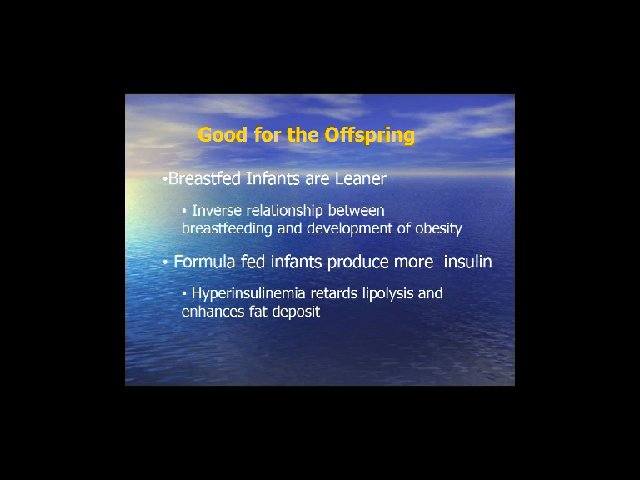 Good for the Offspring
•Breastfed Infants are Leaner
• Inverse relationship between
breastfeeding and development of obesity
• Formula fed infants produce more insulin
• Hyperinsulinemia retards lipolysis and
enhances fat deposit